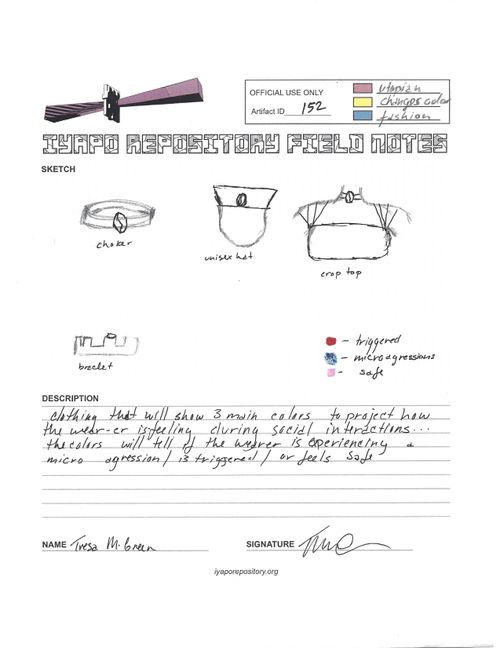 OFFICIAL USE ONLY
Artifact ID 152
utopian
changes color
fashion
IYAPO REPOSITORY FIELD NOTES
SKETCH
choker
unisex hat
crop top
braclet
- triggered
- microagressions
- safe
DESCRIPTION
clothing that will show 3 main colors to project how
the wear-er is feeling during social interactions...
the colors will tell if the wearer is experiencing a
micro agression / is triggered / or feels safe
NAME Tresa M. Green
SIGNATURE
iyaporepository.org